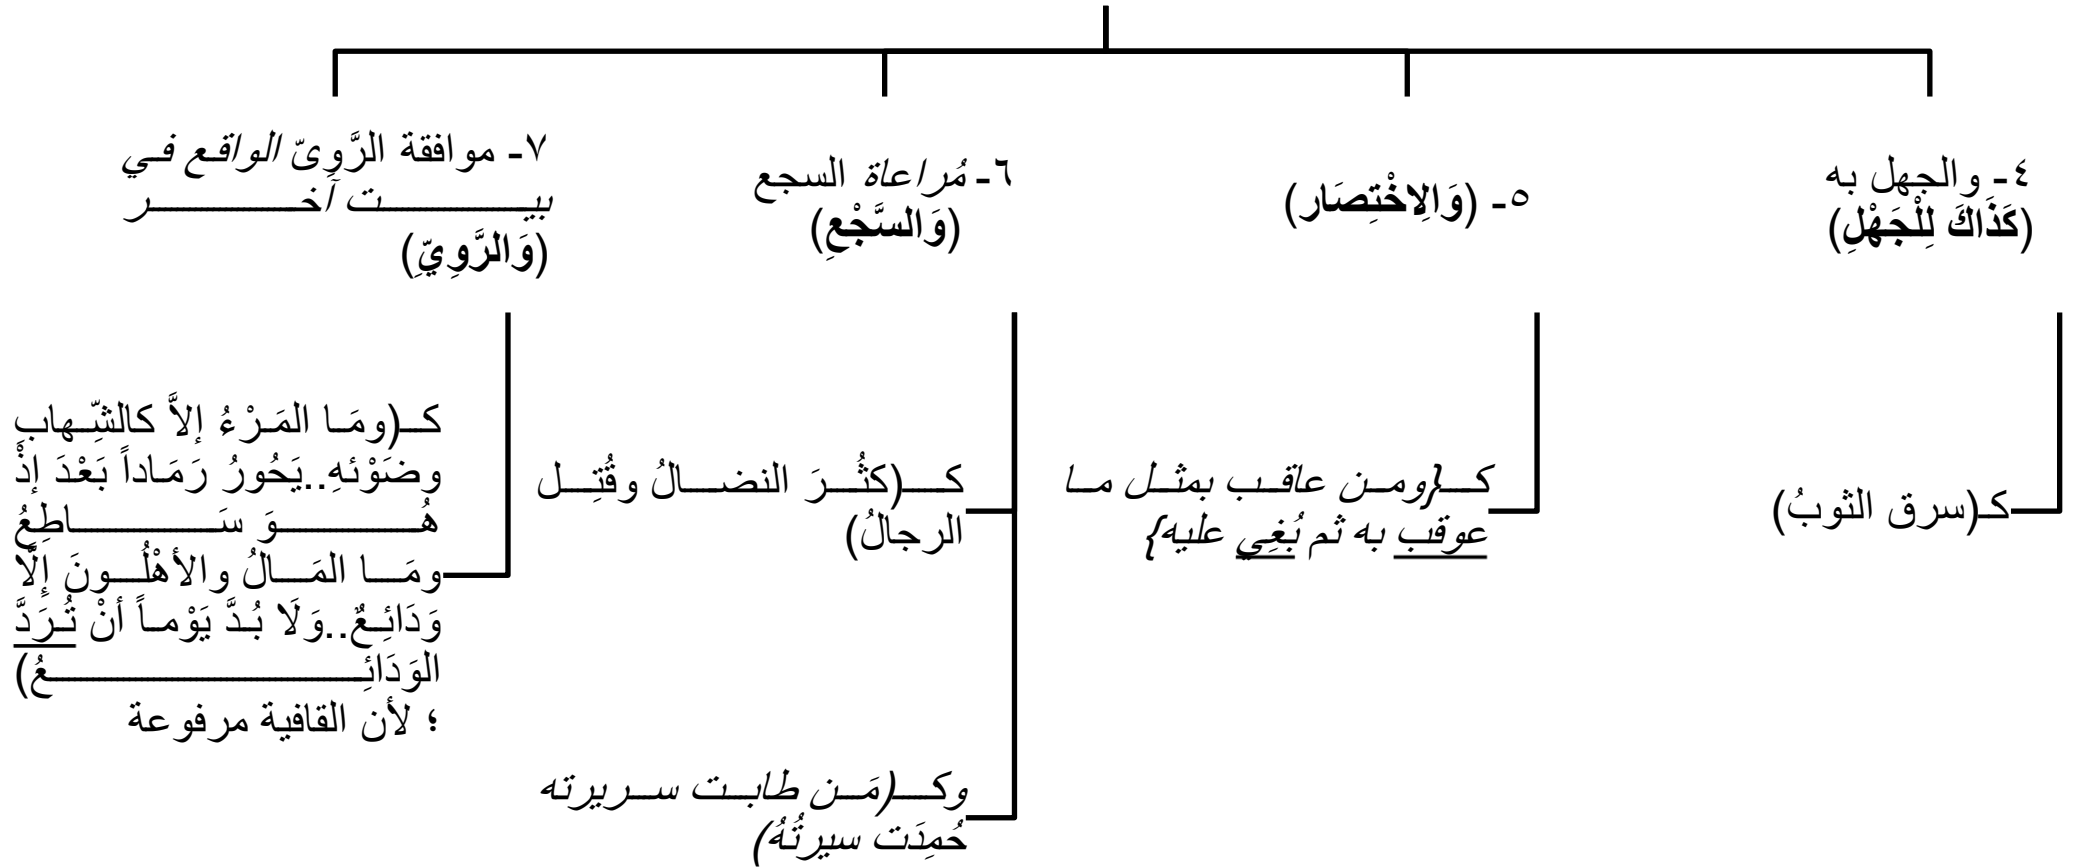 ٤- والجهل به
(كَذَاكَ لِلْجَهْلِ)
٥- (وَالِاخْتِصَار)
٦- مُراعاة السجع
(وَالسَّجْعِ)
٧- موافقة الرَّوِىّ الواقع في
بيت آخر
(وَالرَّوِيِّ)
كـ(سرق الثوبُ)
كـ{ومن عاقب بمثل ما
عوقب به ثم بُغِي عليه}
كـ(كثُرَ النضالُ وقُتِل
الرجالُ)
وكـ(مَن طابت سريرته
حُمِدَت سيرتُهُ)
كـ(ومَا المَرْءُ إلاَّ كالشِّهابِ
وضَوْئهِ..يَحُورُ رَمَاداً بَعْدَ إذْ
هُوَ سَاطِعُ
ومَا المَالُ والأهْلُونَ إِلَّا
وَدَائِعٌ..وَلَا بُدَّ يَوْماً أنْ تُرَدَّ
الوَدَائِعُ)
؛ لأن القافية مرفوعة